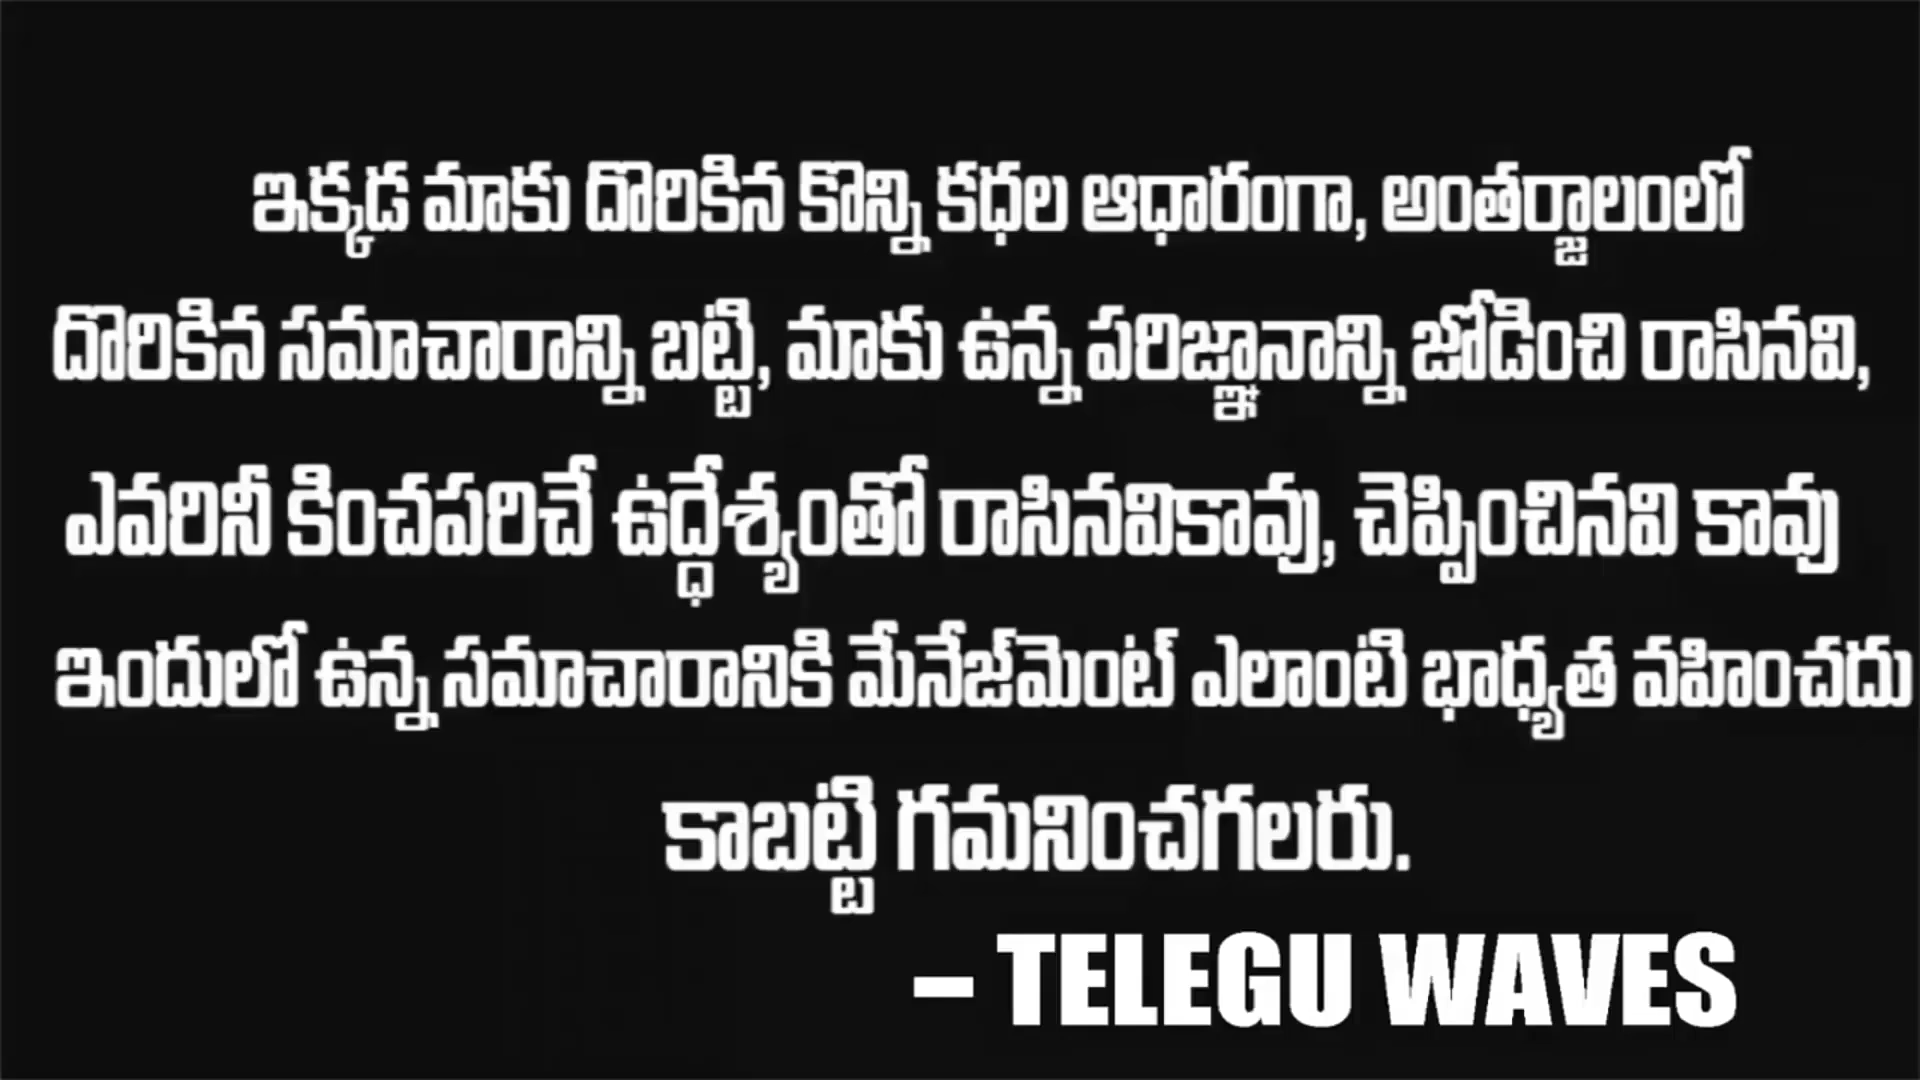 ఇక్కడ మాకు దొరికిన కొన్ని కధల ఆధారంగా, అంతర్జాలంలో
దొరికిన సమాచారాన్ని బట్టి, మాకు ఉన్న పరిజ్ఞానాన్ని జోడించి రాసినవి,
ఎవరినీ కించపరిచే ఉద్ధేశ్యంతో రాసినవికావు, చెప్పించినవి కావు
ఇందులో ఉన్న సమాచారానికి మేనేజ్‌మెంట్ ఎలాంటి భాధ్యత వహించదు
కాబట్టి గమనించగలరు.
– TELEGU WAVES